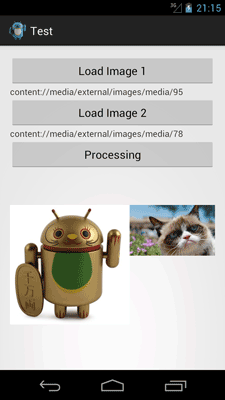 3G 21:15
Test
Load Image 1
content://media/external/images/media/95
Load Image 2
content://media/external/images/media/78
Processing